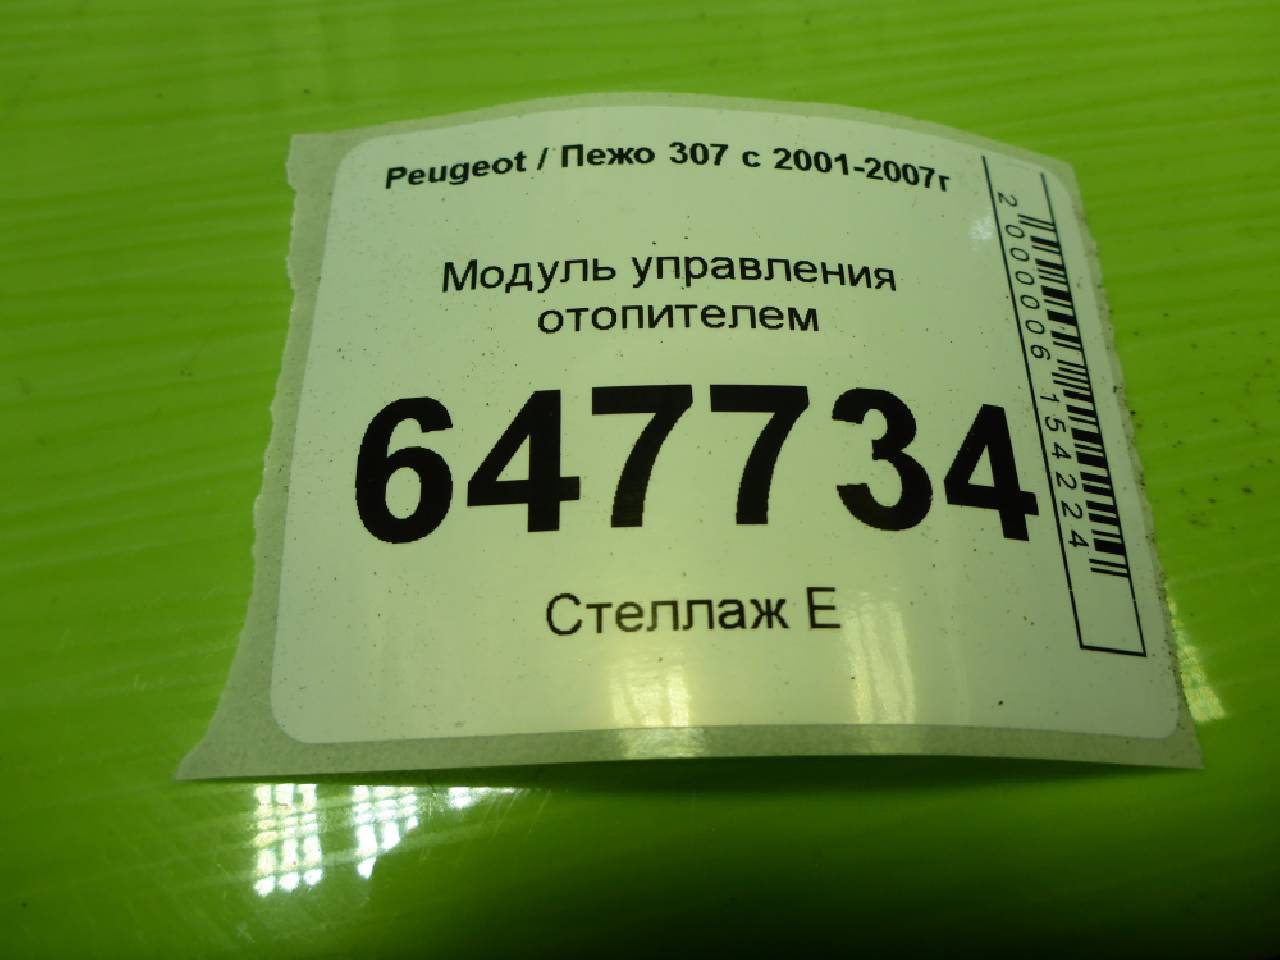 Peugeot / Пежо 307 с 2001-2007г
Модуль управления
отопителем
647734
Стеллаж Е
2000006154224